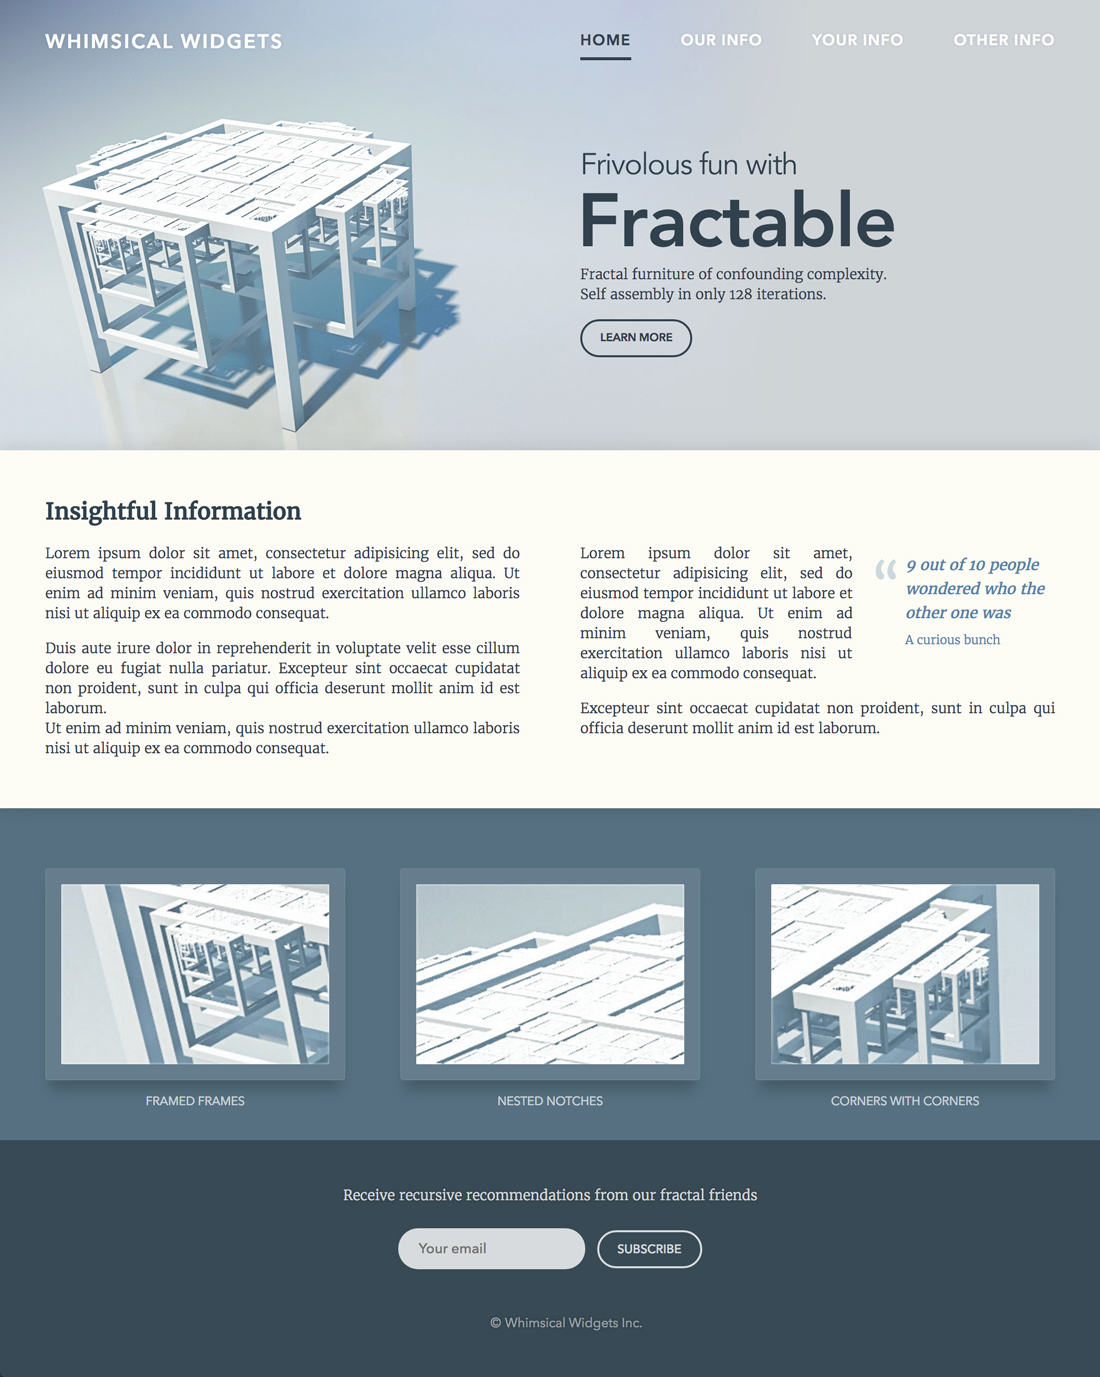 WHIMSICAL WIDGETS
HOME OUR INFO YOUR INFO OTHER INFO
Frivolous fun with
Fractable
Fractal furniture of confounding complexity.
Self assembly in only 128 iterations.
LEARN MORE
Insightful Information
Lorem ipsum dolor sit amet, consectetur adipisicing elit, sed do
eiusmod tempor incididunt ut labore et dolore magna aliqua. Ut
enim ad minim veniam, quis nostrud exercitation ullamco laboris
nisi ut aliquip ex ea commodo consequat.
Duis aute irure dolor in reprehenderit in voluptate velit esse cillum
dolore eu fugiat nulla pariatur. Excepteur sint occaecat cupidatat
non proident, sunt in culpa qui officia deserunt mollit anim id est
laborum.
Ut enim ad minim veniam, quis nostrud exercitation ullamco laboris
nisi ut aliquip ex ea commodo consequat.
Lorem ipsum dolor sit amet,
consectetur adipisicing elit, sed do
eiusmod tempor incididunt ut labore et
dolore magna aliqua. Ut enim ad
minim veniam, quis nostrud
exercitation ullamco laboris nisi ut
aliquip ex ea commodo consequat.
“ 9 out of 10 people
wondered who the
other one was
A curious bunch
Excepteur sint occaecat cupidatat non proident, sunt in culpa qui
officia deserunt mollit anim id est laborum.
FRAMED FRAMES
NESTED NOTCHES
CORNERS WITH CORNERS
Receive recursive recommendations from our fractal friends
Your email
SUBSCRIBE
© Whimsical Widgets Inc.